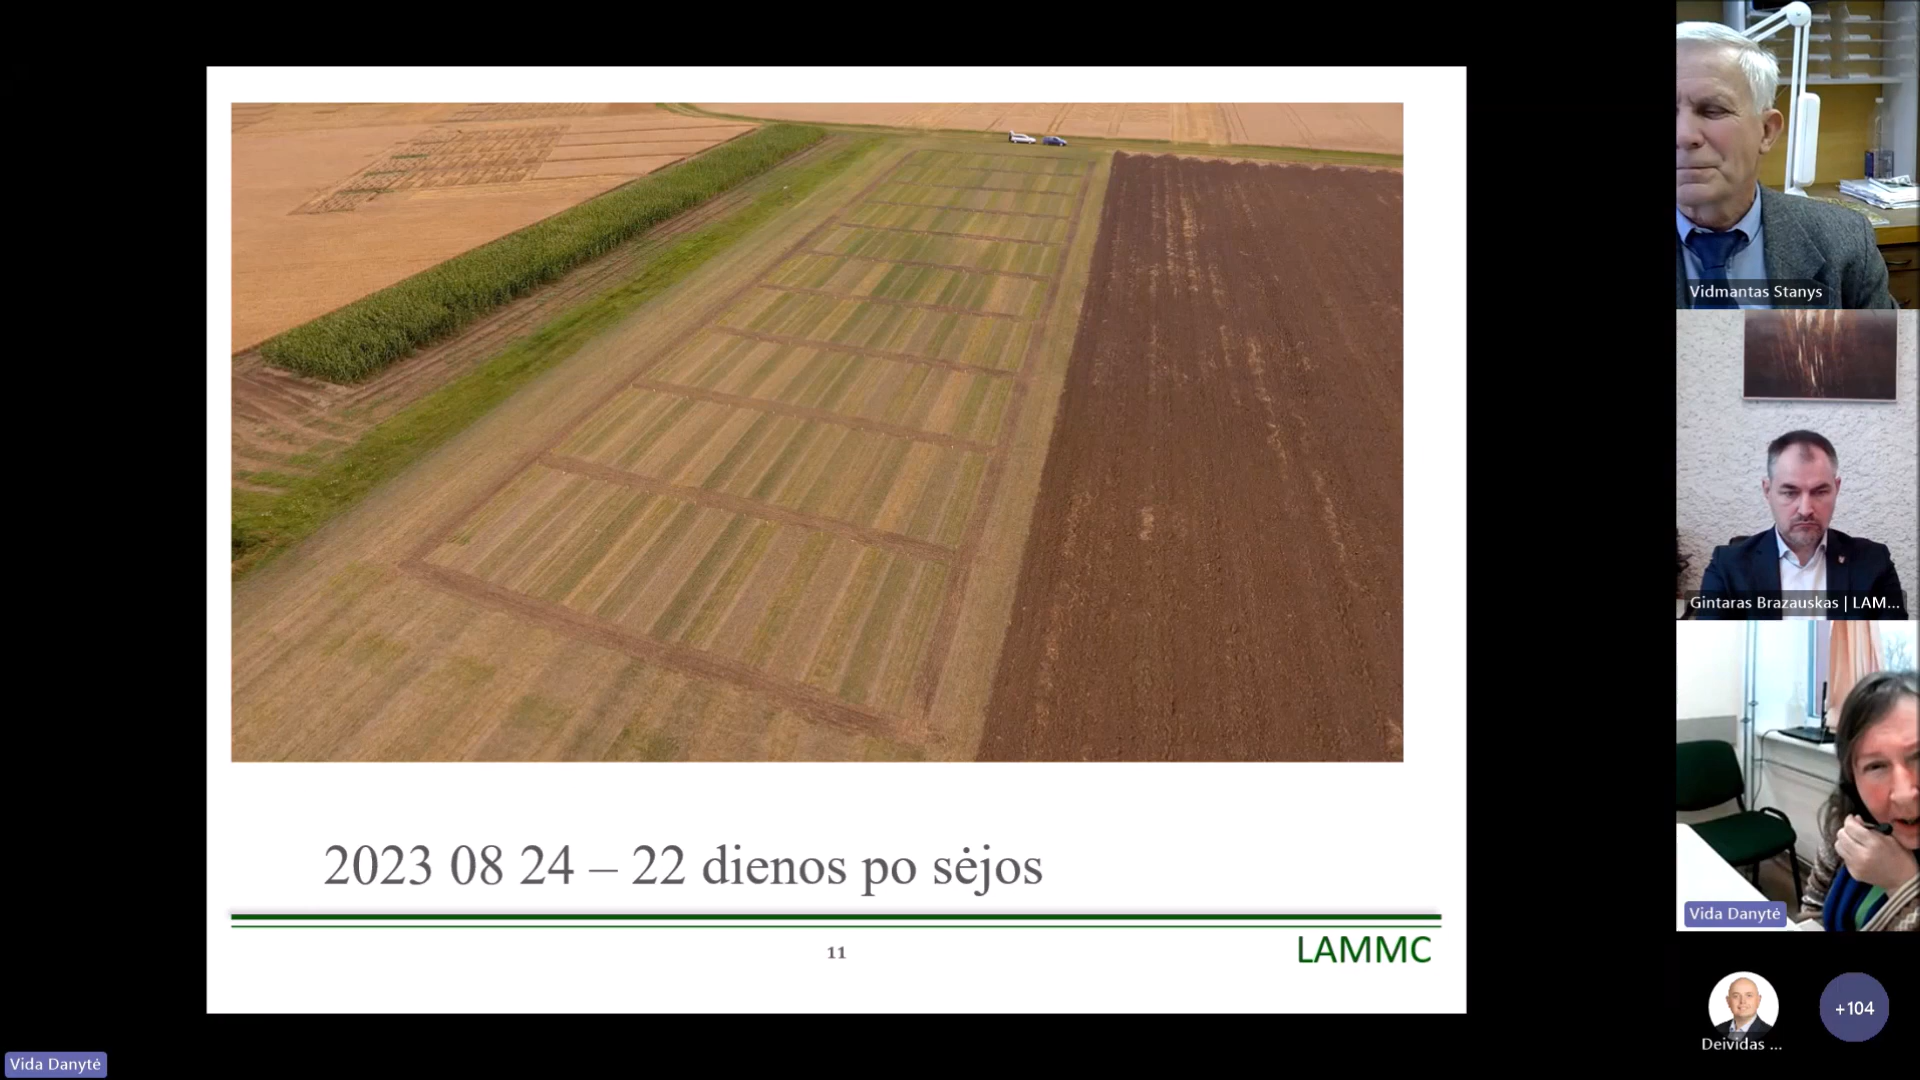 2023 08 24 – 22 dienos po sėjos
11
LAMMC
Vidmantas Stanys
Gintaras Brazauskas | LAM...
Vida Danytė
Deividas ...
+104
Vida Danytė